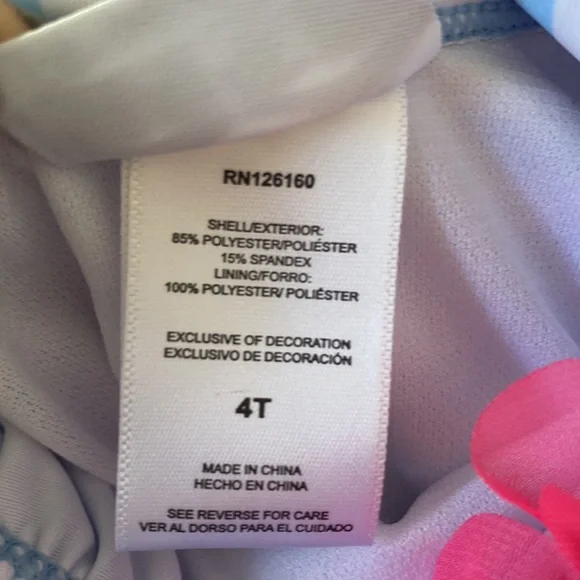 RN126160
SHELL/EXTERIOR:
85% POLYESTER/POLIÉSTER
15% SPANDEX
LINING/FORRO:
100% POLYESTER/ POLIÉSTER
EXCLUSIVE OF DECORATION
EXCLUSIVO DE DECORACIÓN
4T
MADE IN CHINA
HECHO EN CHINA
SEE REVERSE FOR CARE
VER AL DORSO PARA EL CUIDADO